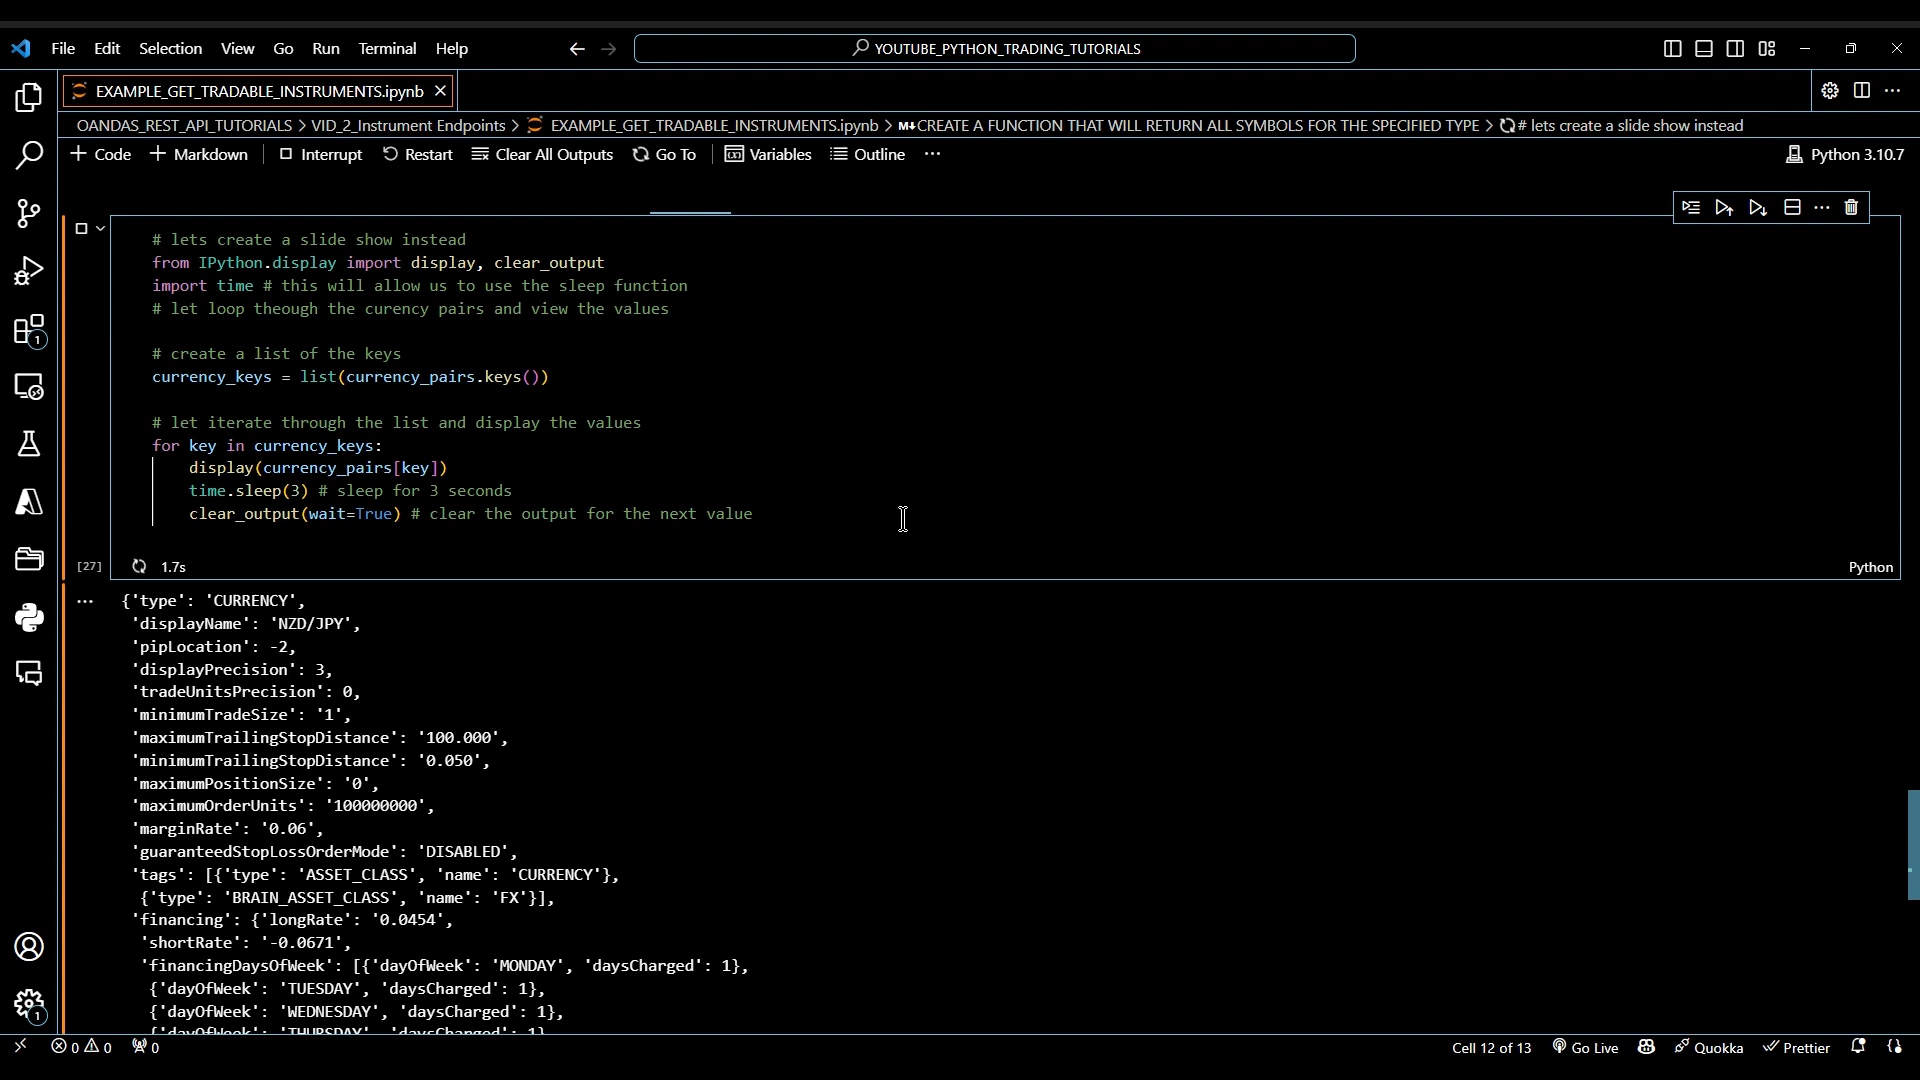 File Edit Selection View Go Run Terminal Help YOUTUBE_PYTHON_TRADING_TUTORIALS
EXAMPLE_GET_TRADABLE_INSTRUMENTS.ipynb
OANDAS_REST_API_TUTORIALS > VID_2_Instrument Endpoints > EXAMPLE_GET_TRADABLE_INSTRUMENTS.ipynb > M↓CREATE A FUNCTION THAT WILL RETURN ALL SYMBOLS FOR THE SPECIFIED TYPE > # lets create a slide show instead
+ Code + Markdown Interrupt Restart Clear All Outputs Go To Variables Outline ··· Python 3.10.7
# lets create a slide show instead
from IPython.display import display, clear_output
import time # this will allow us to use the sleep function
# let loop theough the curency pairs and view the values
# create a list of the keys
currency_keys = list(currency_pairs.keys())
# let iterate through the list and display the values
for key in currency_keys:
    display(currency_pairs[key])
    time.sleep(3) # sleep for 3 seconds
    clear_output(wait=True) # clear the output for the next value
[27] 1.7s Python
{'type': 'CURRENCY',
 'displayName': 'NZD/JPY',
 'pipLocation': -2,
 'displayPrecision': 3,
 'tradeUnitsPrecision': 0,
 'minimumTradeSize': '1',
 'maximumTrailingStopDistance': '100.000',
 'minimumTrailingStopDistance': '0.050',
 'maximumPositionSize': '0',
 'maximumOrderUnits': '100000000',
 'marginRate': '0.06',
 'guaranteedStopLossOrderMode': 'DISABLED',
 'tags': [{'type': 'ASSET_CLASS', 'name': 'CURRENCY'},
  {'type': 'BRAIN_ASSET_CLASS', 'name': 'FX'}],
 'financing': {'longRate': '0.0454',
  'shortRate': '-0.0671',
  'financingDaysOfWeek': [{'dayOfWeek': 'MONDAY', 'daysCharged': 1},
   {'dayOfWeek': 'TUESDAY', 'daysCharged': 1},
   {'dayOfWeek': 'WEDNESDAY', 'daysCharged': 1},
   {'dayOfWeek': 'THURSDAY', 'daysCharged': 1}
1
1
0 0 0 Cell 12 of 13 Go Live Quokka Prettier